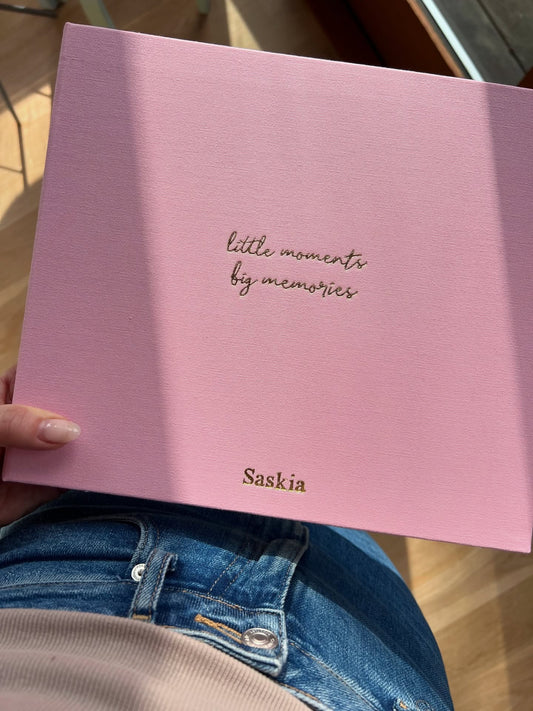 little moments
big memories
Saskia